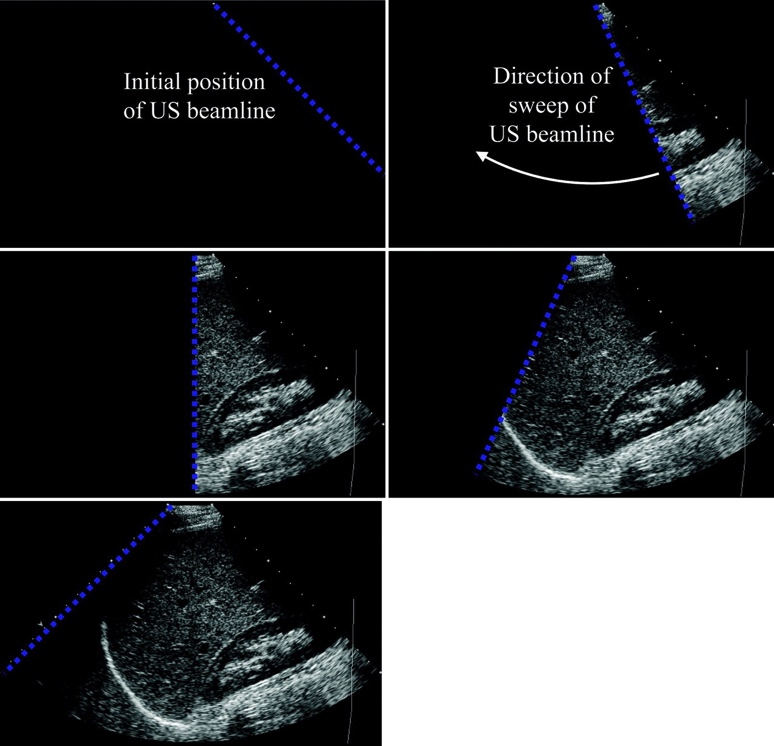 Initial position
of US beamline
Direction of
sweep of
US beamline